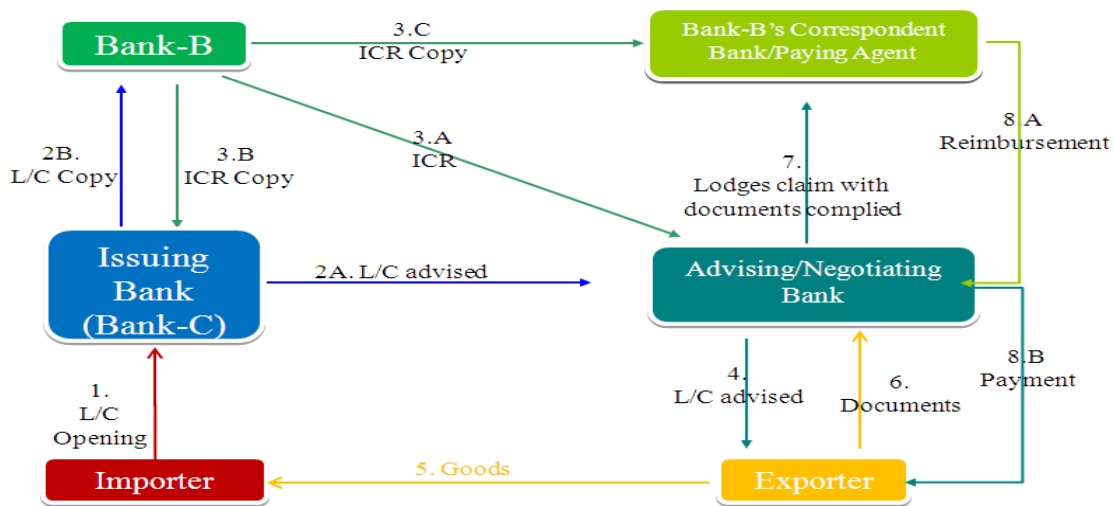 Bank-B
3.C
ICR Copy
Bank-B's Correspondent
Bank/Paying Agent
2B.
L/C Copy
3.B
ICR Copy
3.A
ICR
7.
Lodges claim with
documents complied
8.A
Reimbursement
Issuing
Bank
(Bank-C)
2A. L/C advised
Advising/Negotiating
Bank
1.
L/C
Opening
4.
L/C advised
6.
Documents
8.B
Payment
Importer
5. Goods
Exporter